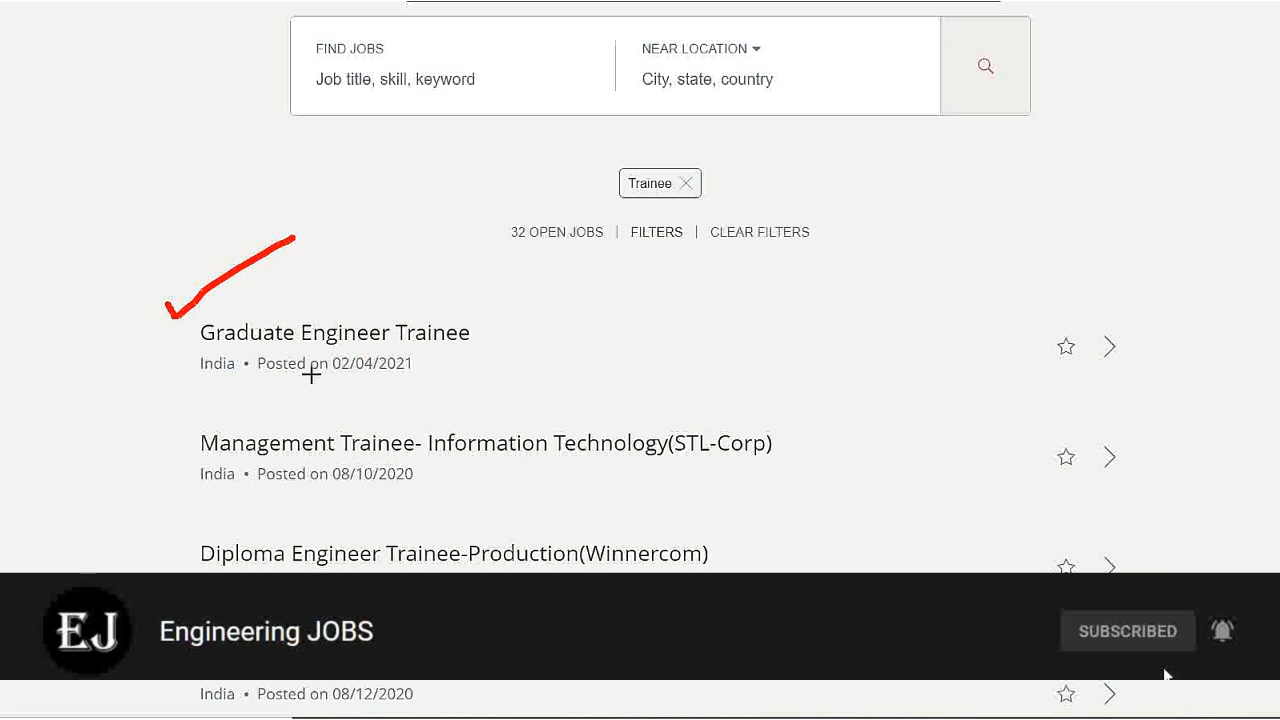 FIND JOBS
Job title, skill, keyword
NEAR LOCATION
City, state, country
Trainee
32 OPEN JOBS | FILTERS | CLEAR FILTERS
Graduate Engineer Trainee
India • Posted on 02/04/2021
Management Trainee- Information Technology(STL-Corp)
India • Posted on 08/10/2020
Diploma Engineer Trainee-Production(Winnercom)
EJ
Engineering JOBS
SUBSCRIBED
India • Posted on 08/12/2020